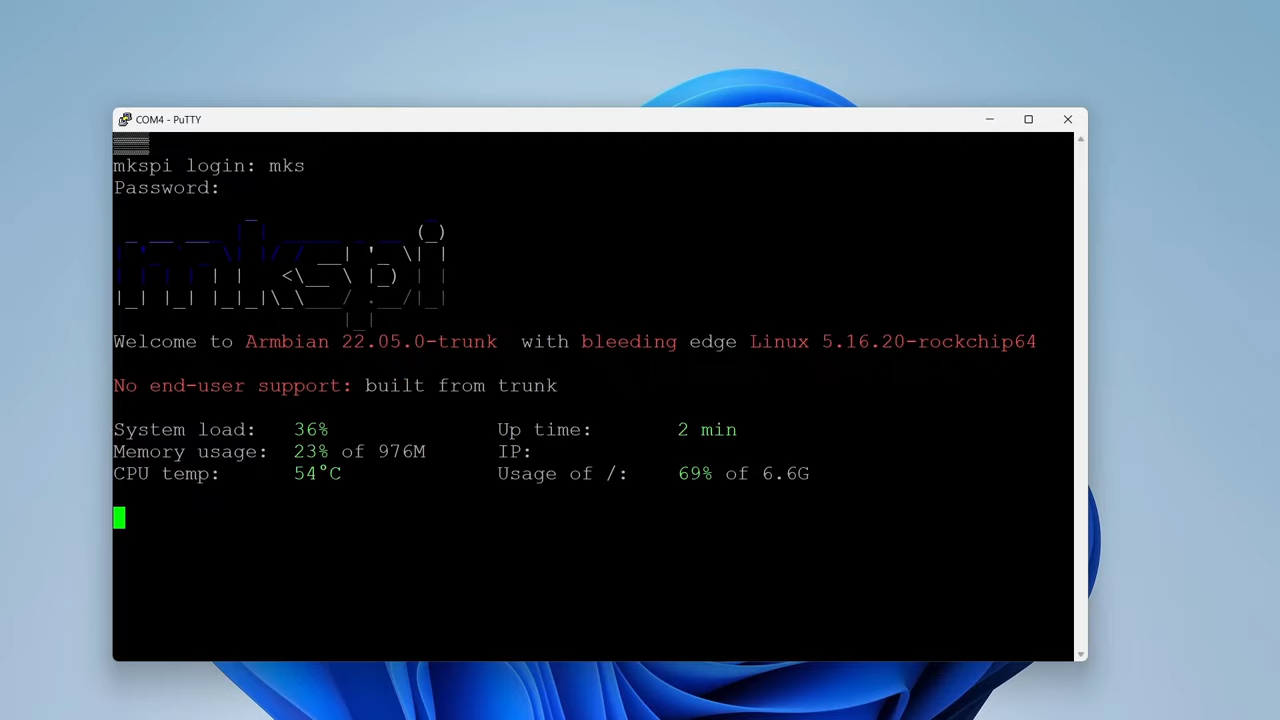 COM4 - PuTTY
mkspi login: mks
Password:
mkspi
Welcome to Armbian 22.05.0-trunk with bleeding edge Linux 5.16.20-rockchip64
No end-user support: built from trunk
System load: 36% Up time: 2 min
Memory usage: 23% of 976M IP:
CPU temp: 54°C Usage of /: 69% of 6.6G